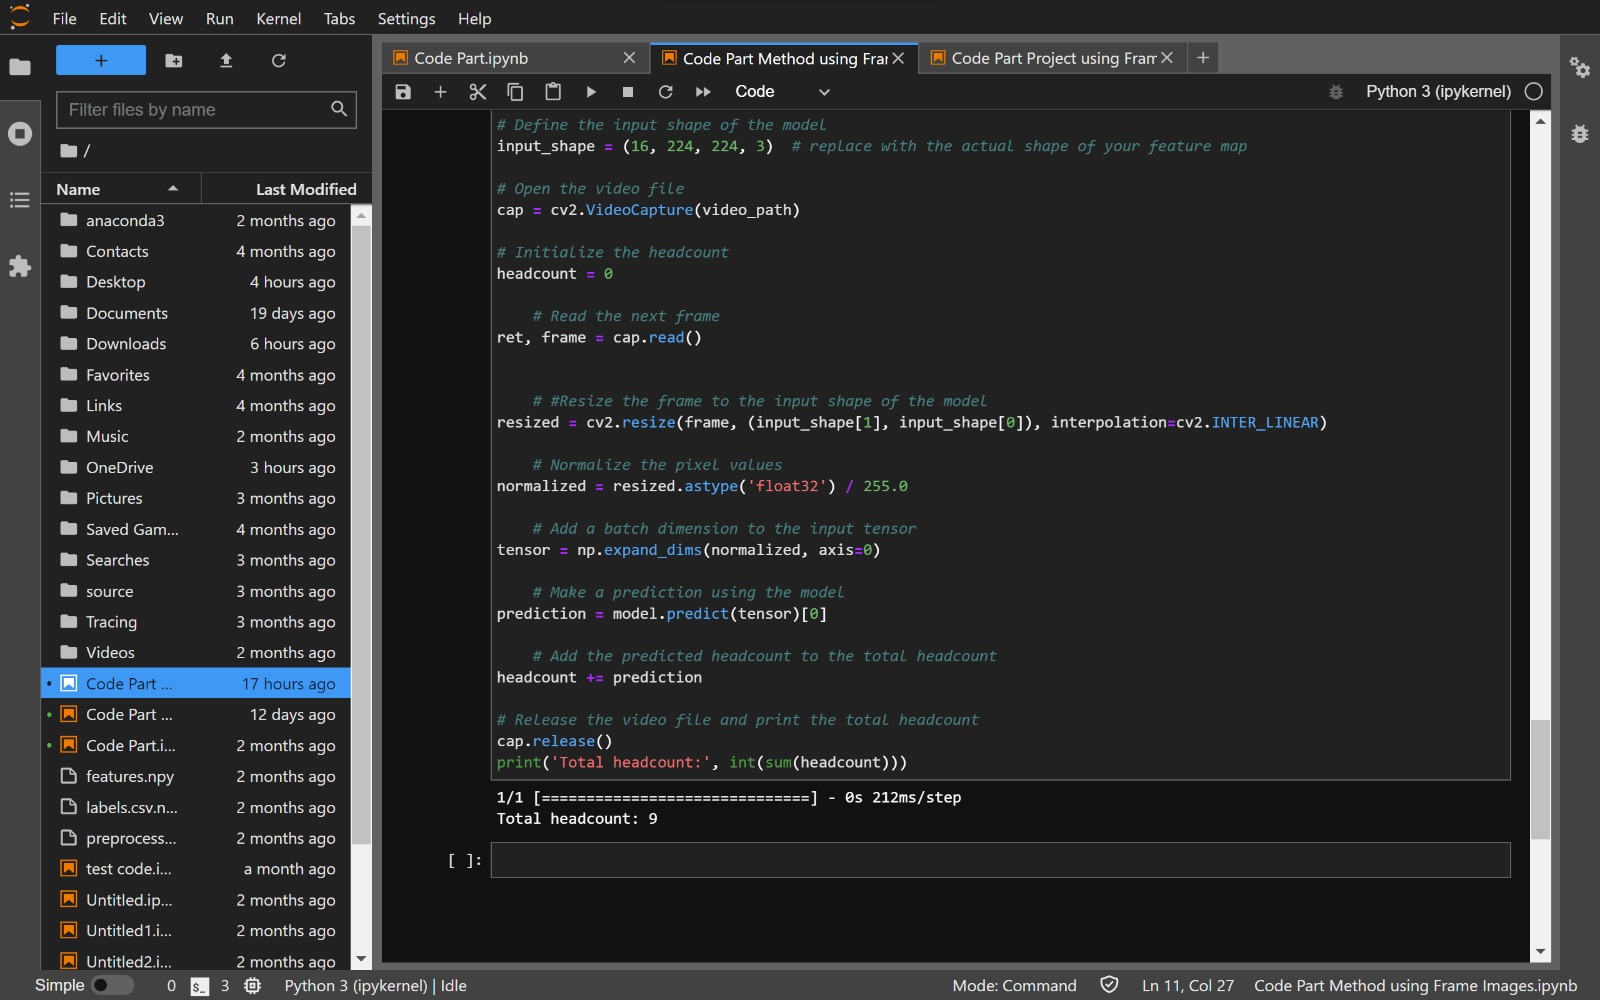 File Edit View Run Kernel Tabs Settings Help
Code Part.ipynb
Code Part Method using Frar
Code Part Project using Fram
Filter files by name
Code
Python 3 (ipykernel)
/
Name Last Modified
anaconda3 2 months ago
Contacts 4 months ago
Desktop 4 hours ago
Documents 19 days ago
Downloads 6 hours ago
Favorites 4 months ago
Links 4 months ago
Music 2 months ago
OneDrive 3 hours ago
Pictures 3 months ago
Saved Gam... 4 months ago
Searches 3 months ago
source 3 months ago
Tracing 3 months ago
Videos 2 months ago
Code Part ... 17 hours ago
Code Part ... 12 days ago
Code Part.i... 2 months ago
features.npy 2 months ago
labels.csv.n... 2 months ago
preprocess... 2 months ago
test code.i... a month ago
Untitled.ip... 2 months ago
Untitled1.i... 2 months ago
Untitled2.i... 2 months ago
# Define the input shape of the model
input_shape = (16, 224, 224, 3)  # replace with the actual shape of your feature map
# Open the video file
cap = cv2.VideoCapture(video_path)
# Initialize the headcount
headcount = 0
    # Read the next frame
ret, frame = cap.read()
    # #Resize the frame to the input shape of the model
resized = cv2.resize(frame, (input_shape[1], input_shape[0]), interpolation=cv2.INTER_LINEAR)
    # Normalize the pixel values
normalized = resized.astype('float32') / 255.0
    # Add a batch dimension to the input tensor
tensor = np.expand_dims(normalized, axis=0)
    # Make a prediction using the model
prediction = model.predict(tensor)[0]
    # Add the predicted headcount to the total headcount
headcount += prediction
# Release the video file and print the total headcount
cap.release()
print('Total headcount:', int(sum(headcount)))
1/1 [==============================] - 0s 212ms/step
Total headcount: 9
[ ]:
Simple 0 $_ 3 Python 3 (ipykernel) | Idle Mode: Command Ln 11, Col 27 Code Part Method using Frame Images.ipynb